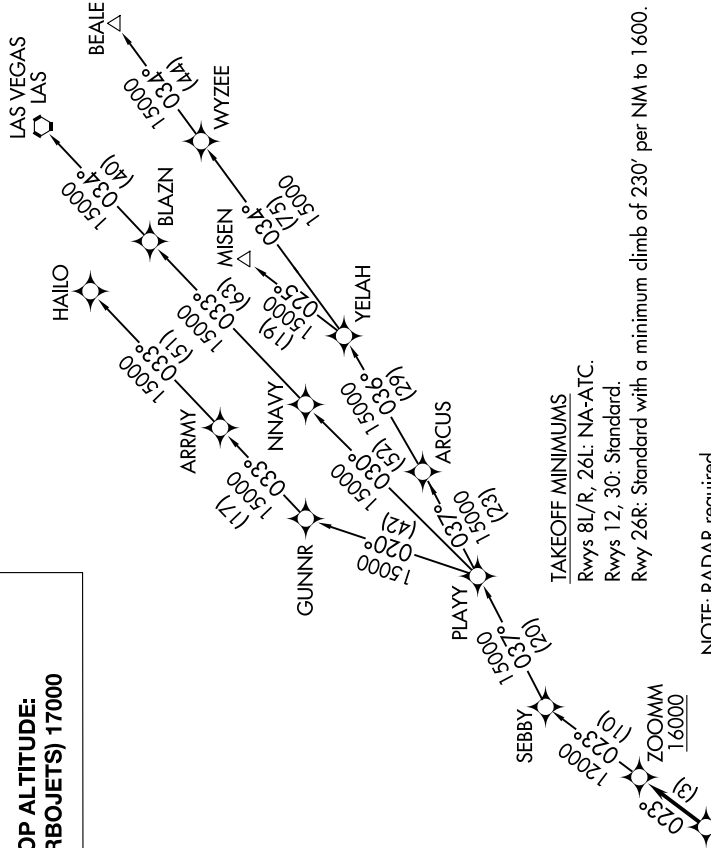 BEALE
15000
034°
(44)
WYZEE
LAS VEGAS
LAS
15000
034°
(40)
BLAZN
034°
(75)
15000
HAILO
MISEN
15000
033°
(63)
15000
033°
(51)
(19)
15000
025°
YELAH
ARRMY
NNAVY
15000
036°
(29)
ARCUS
(17)
15000
033°
15000
030°
(52)
GUNNR
15000
020°
(42)
037°
15000
(23)
PLAYY
15000
037°
(20)
SEBBY
12000
023°
(10)
ZOOMM
16000
023°
(3)
TAKEOFF MINIMUMS
Rwys 8L/R, 26L: NA-ATC.
Rwys 12, 30: Standard.
Rwy 26R: Standard with a minimum climb of 230' per NM to 1600.
NOTE: RADAR required
ALTITUDE:
17000